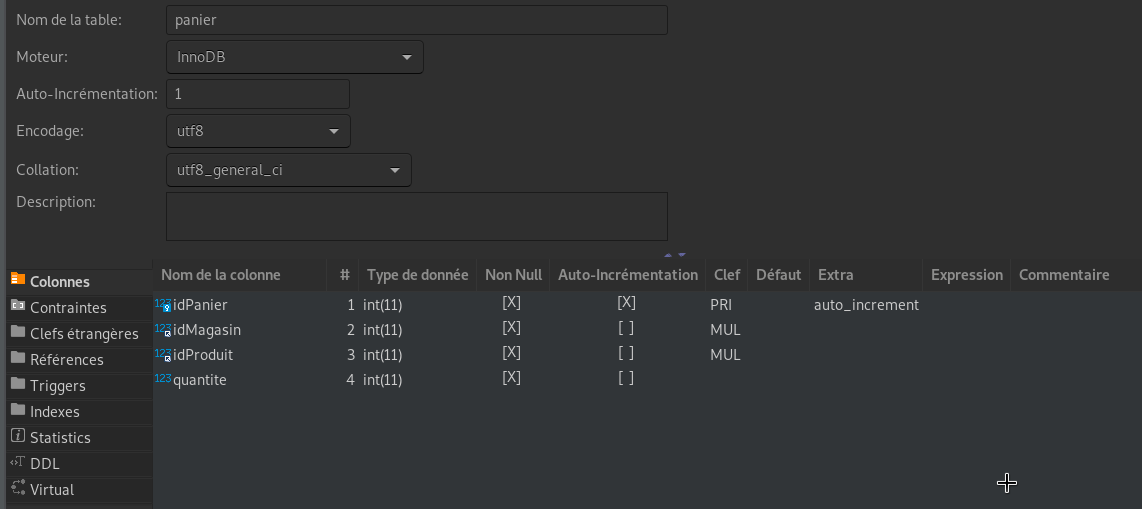 Nom de la table: panier
Moteur: InnoDB
Auto-Incrémentation: 1
Encodage: utf8
Collation: utf8_general_ci
Description:
Colonnes
Contraintes
Clefs étrangères
Références
Triggers
Indexes
Statistics
DDL
Virtual
Nom de la colonne # Type de donnée Non Null Auto-Incrémentation Clef Défaut Extra Expression Commentaire
123 idPanier 1 int(11) [X] [X] PRI auto_increment
123 idMagasin 2 int(11) [X] [ ] MUL
123 idProduit 3 int(11) [X] [ ] MUL
123 quantite 4 int(11) [X] [ ]